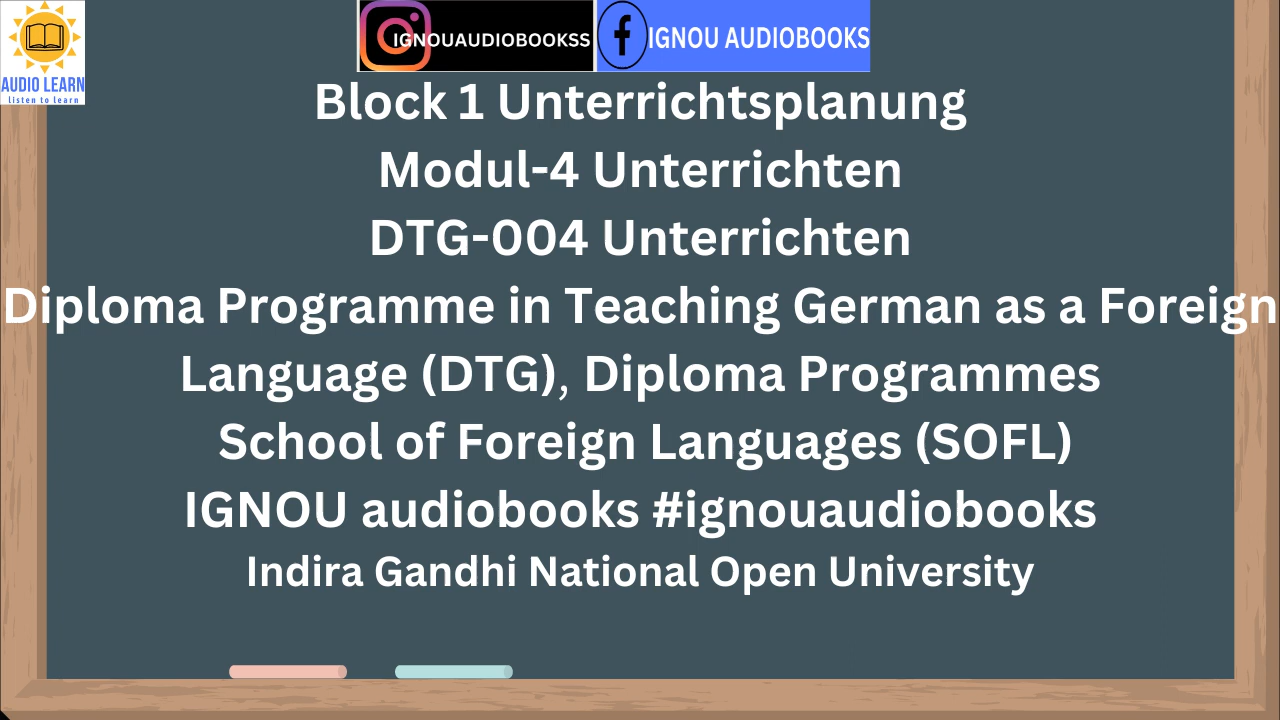 AUDIO LEARN
listen to learn
IGNOUAUDIOBOOKSS
IGNOU AUDIOBOOKS
Block 1 Unterrichtsplanung
Modul-4 Unterrichten
DTG-004 Unterrichten
Diploma Programme in Teaching German as a Foreign
Language (DTG), Diploma Programmes
School of Foreign Languages (SOFL)
IGNOU audiobooks #ignouaudiobooks
Indira Gandhi National Open University